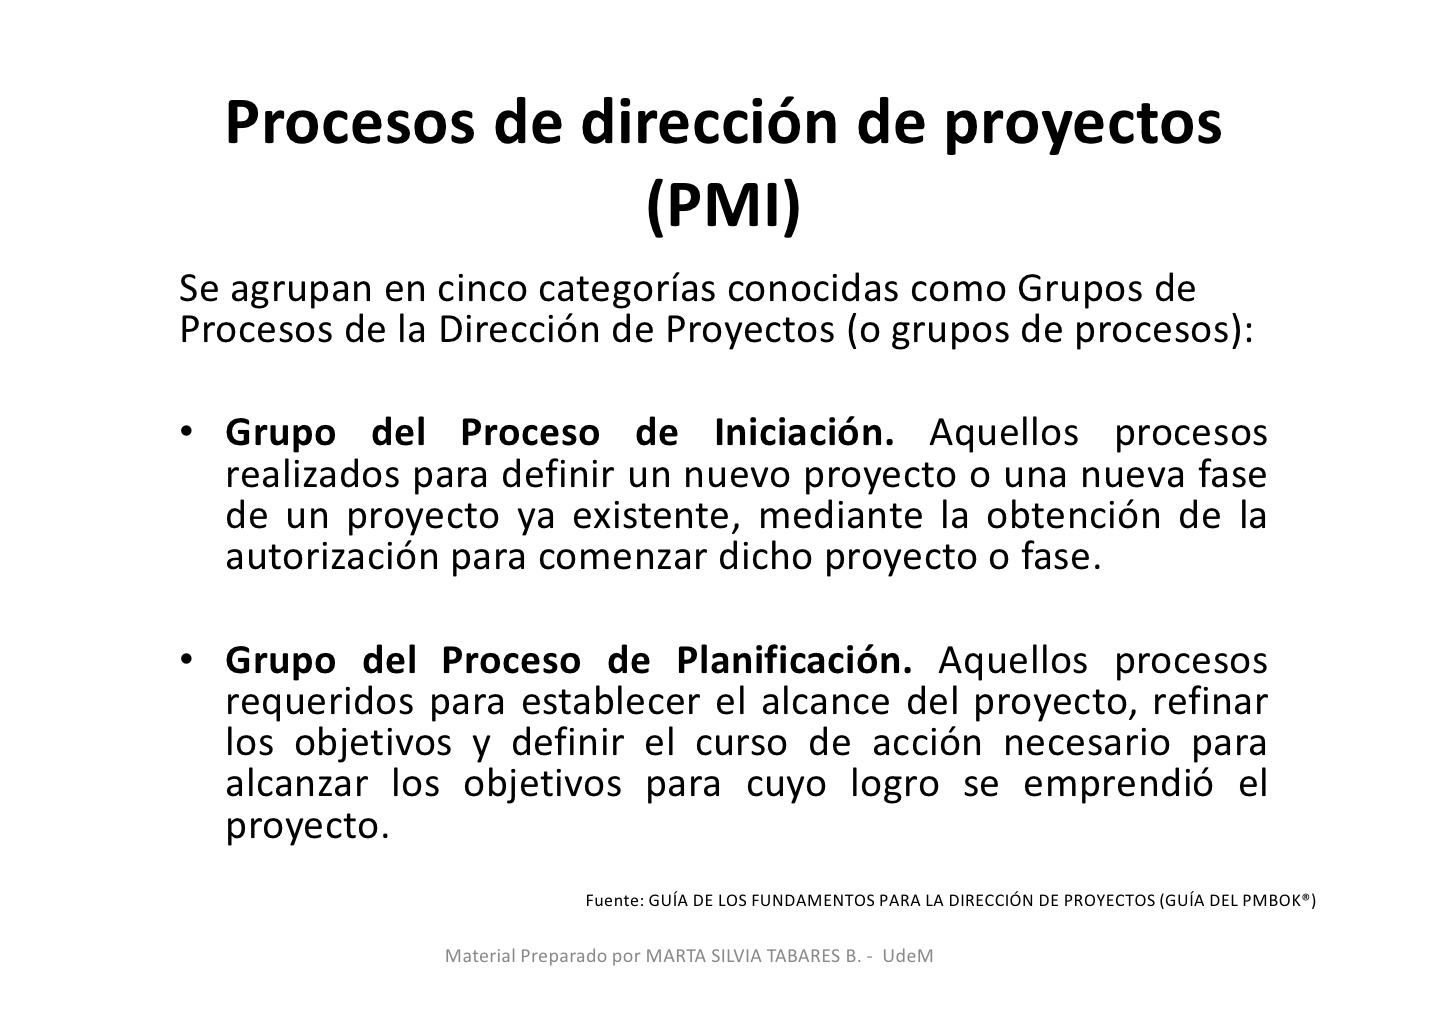 Procesos de dirección de proyectos
(PMI)
Se agrupan en cinco categorías conocidas como Grupos de
Procesos de la Dirección de Proyectos (o grupos de procesos):
• Grupo del Proceso de Iniciación. Aquellos procesos
realizados para definir un nuevo proyecto o una nueva fase
de un proyecto ya existente, mediante la obtención de la
autorización para comenzar dicho proyecto o fase.
• Grupo del Proceso de Planificación. Aquellos procesos
requeridos para establecer el alcance del proyecto, refinar
los objetivos y definir el curso de acción necesario para
alcanzar los objetivos para cuyo logro se emprendió el
proyecto.
Fuente: GUÍA DE LOS FUNDAMENTOS PARA LA DIRECCIÓN DE PROYECTOS (GUÍA DEL PMBOK®)
Material Preparado por MARTA SILVIA TABARES B. - UdeM